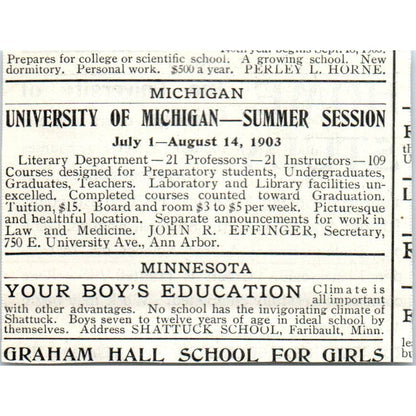 Prepares for college or scientific school. A growing school. New
dormitory. Personal work. $500 a year. PERLEY L. HORNE.
MICHIGAN
UNIVERSITY OF MICHIGAN—SUMMER SESSION
July 1—August 14, 1903
Literary Department—21 Professors—21 Instructors—109
Courses designed for Preparatory students, Undergraduates,
Graduates, Teachers. Laboratory and Library facilities un-
excelled. Completed courses counted toward Graduation.
Tuition, $15. Board and room $3 to $5 per week. Picturesque
and healthful location. Separate announcements for work in
Law and Medicine. JOHN R. EFFINGER, Secretary,
750 E. University Ave., Ann Arbor.
MINNESOTA
YOUR BOY'S EDUCATION Climate is
all important
with other advantages. No school has the invigorating climate of
Shattuck. Boys seven to twelve years of age in ideal school by
themselves. Address SHATTUCK SCHOOL, Faribault, Minn.
GRAHAM HALL SCHOOL FOR GIRLS